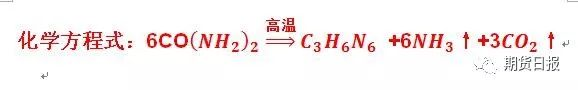 高温
化学方程式：6CO(NH₂)₂ ⟹ C₃H₆N₆ +6NH₃↑+3CO₂↑
期货日报